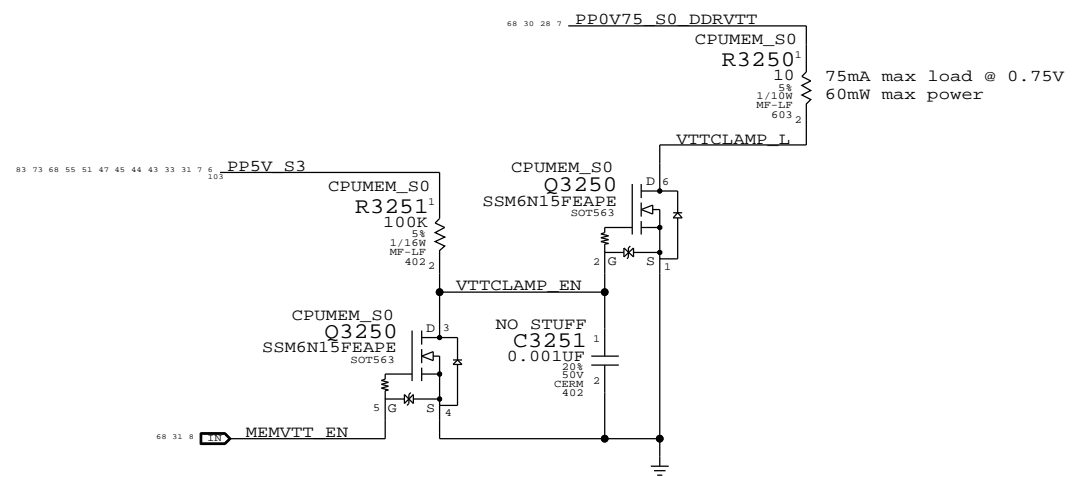 68 30 28 7 PP0V75_S0_DDRVTT
CPUMEM_S0
R3250 1
10
5%
1/10W
MF-LF
603 2
75mA max load @ 0.75V
60mW max power
VTTCLAMP_L
83 73 68 55 51 47 45 44 43 33 31 7 6 PP5V_S3
103
CPUMEM_S0
R3251 1
100K
5%
1/16W
MF-LF
402 2
CPUMEM_S0
Q3250
SSM6N15FEAPE
SOT563
D 6
2 G S 1
VTTCLAMP_EN
CPUMEM_S0
Q3250
SSM6N15FEAPE
SOT563
D 3
5 G S 4
NO STUFF
C3251 1
0.001UF
20%
50V 2
CERM
402
68 31 8 IN MEMVTT_EN